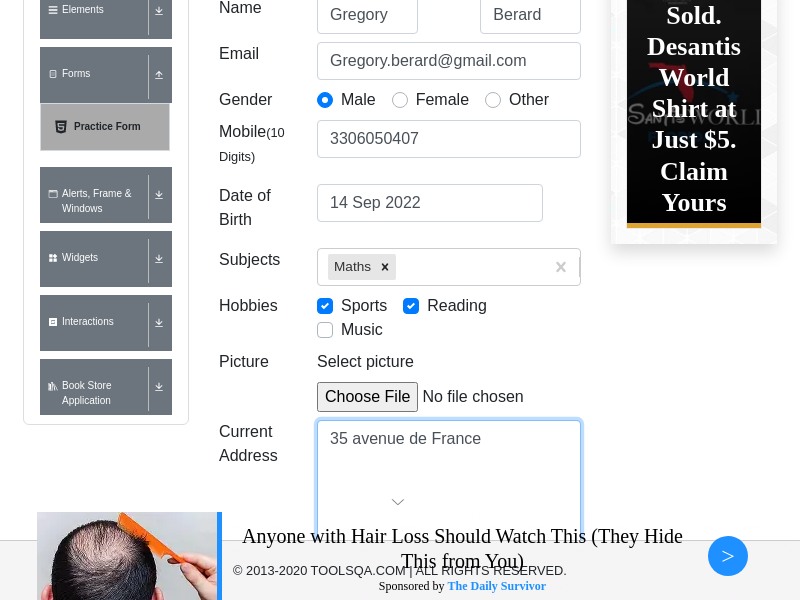 Elements
Forms
Practice Form
Alerts, Frame &
Windows
Widgets
Interactions
Book Store
Application
Name
Gregory
Berard
Email
Gregory.berard@gmail.com
Gender
Male
Female
Other
Mobile(10
Digits)
3306050407
Date of
Birth
14 Sep 2022
Subjects
Maths
Hobbies
Sports
Reading
Music
Picture
Select picture
Choose File No file chosen
Current
Address
35 avenue de France
Sold.
Desantis
World
Shirt at
Just $5.
Claim
Yours
Anyone with Hair Loss Should Watch This (They Hide
This from You)
Sponsored by The Daily Survivor
>
© 2013-2020 TOOLSQA.COM | ALL RIGHTS RESERVED.